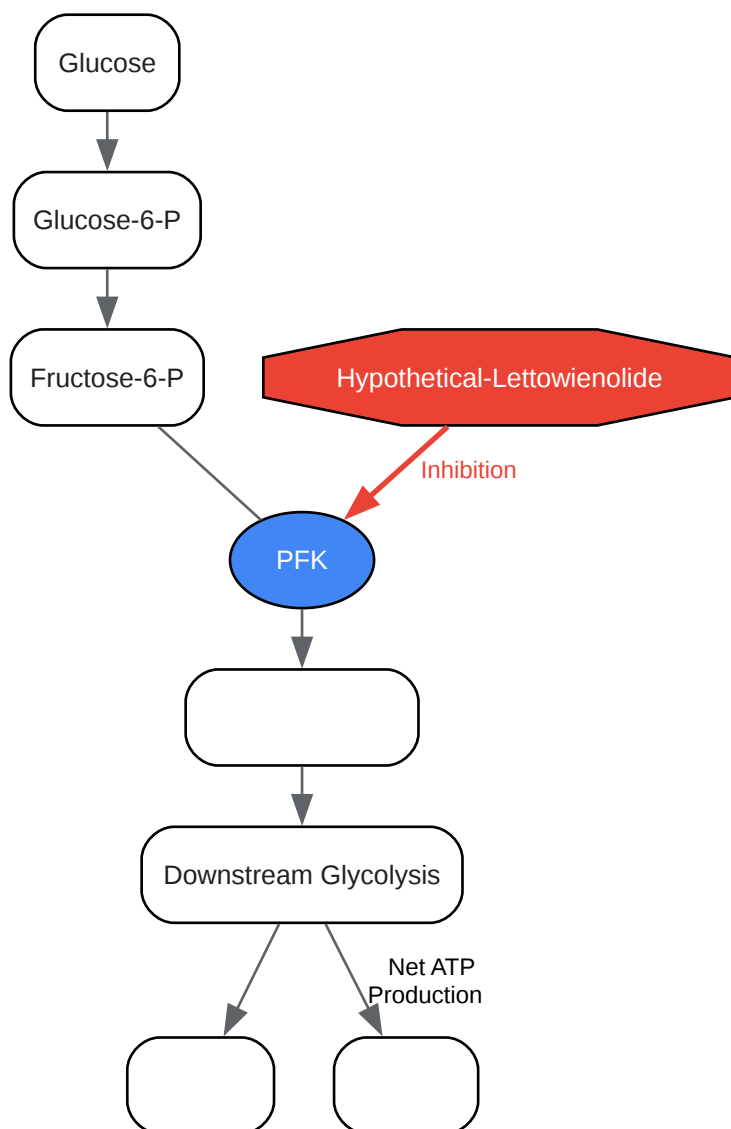 Glucose
Glucose-6-P
Fructose-6-P
Hypothetical-Lettowienolide
Inhibition
PFK
Downstream Glycolysis
Net ATP
Production